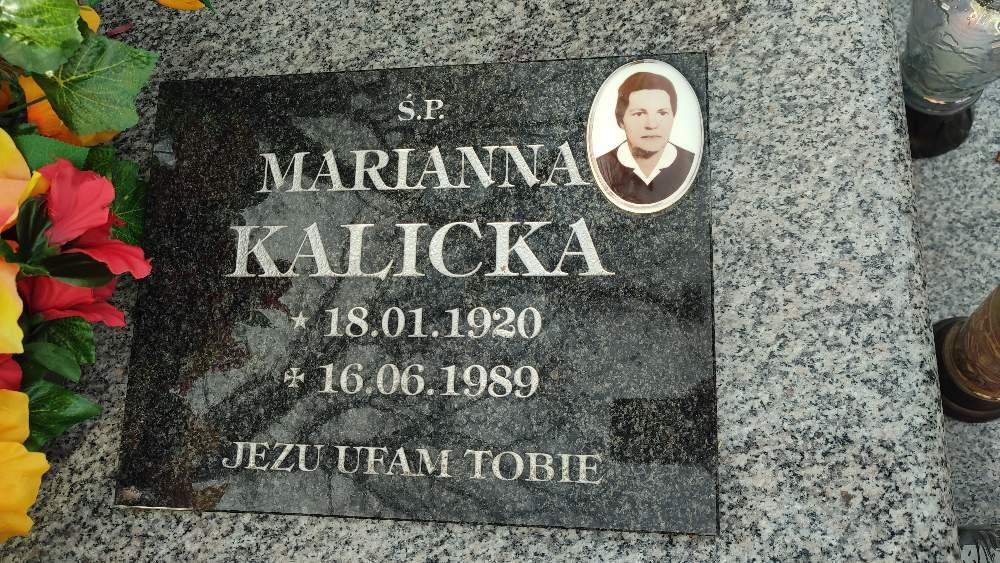 Ś.P.
MARIANNA
KALICKA
★ 18.01.1920
✠ 16.06.1989
JEZU UFAM TOBIE